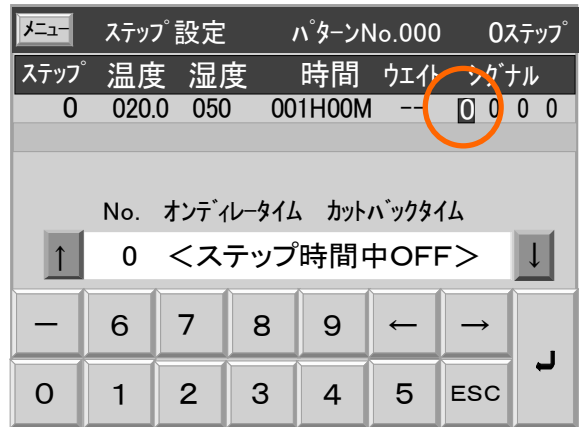 メニュー ステップ設定 パターンNo.000 0ステップ
ステップ 温度 湿度 時間 ウエイト シグナル
0 020.0 050 001H00M -- 0 0 0 0
No. オンディレータイム カットバックタイム
↑ 0 <ステップ時間中OFF> ↓
− 6 7 8 9 ← →
0 1 2 3 4 5 ESC ↵